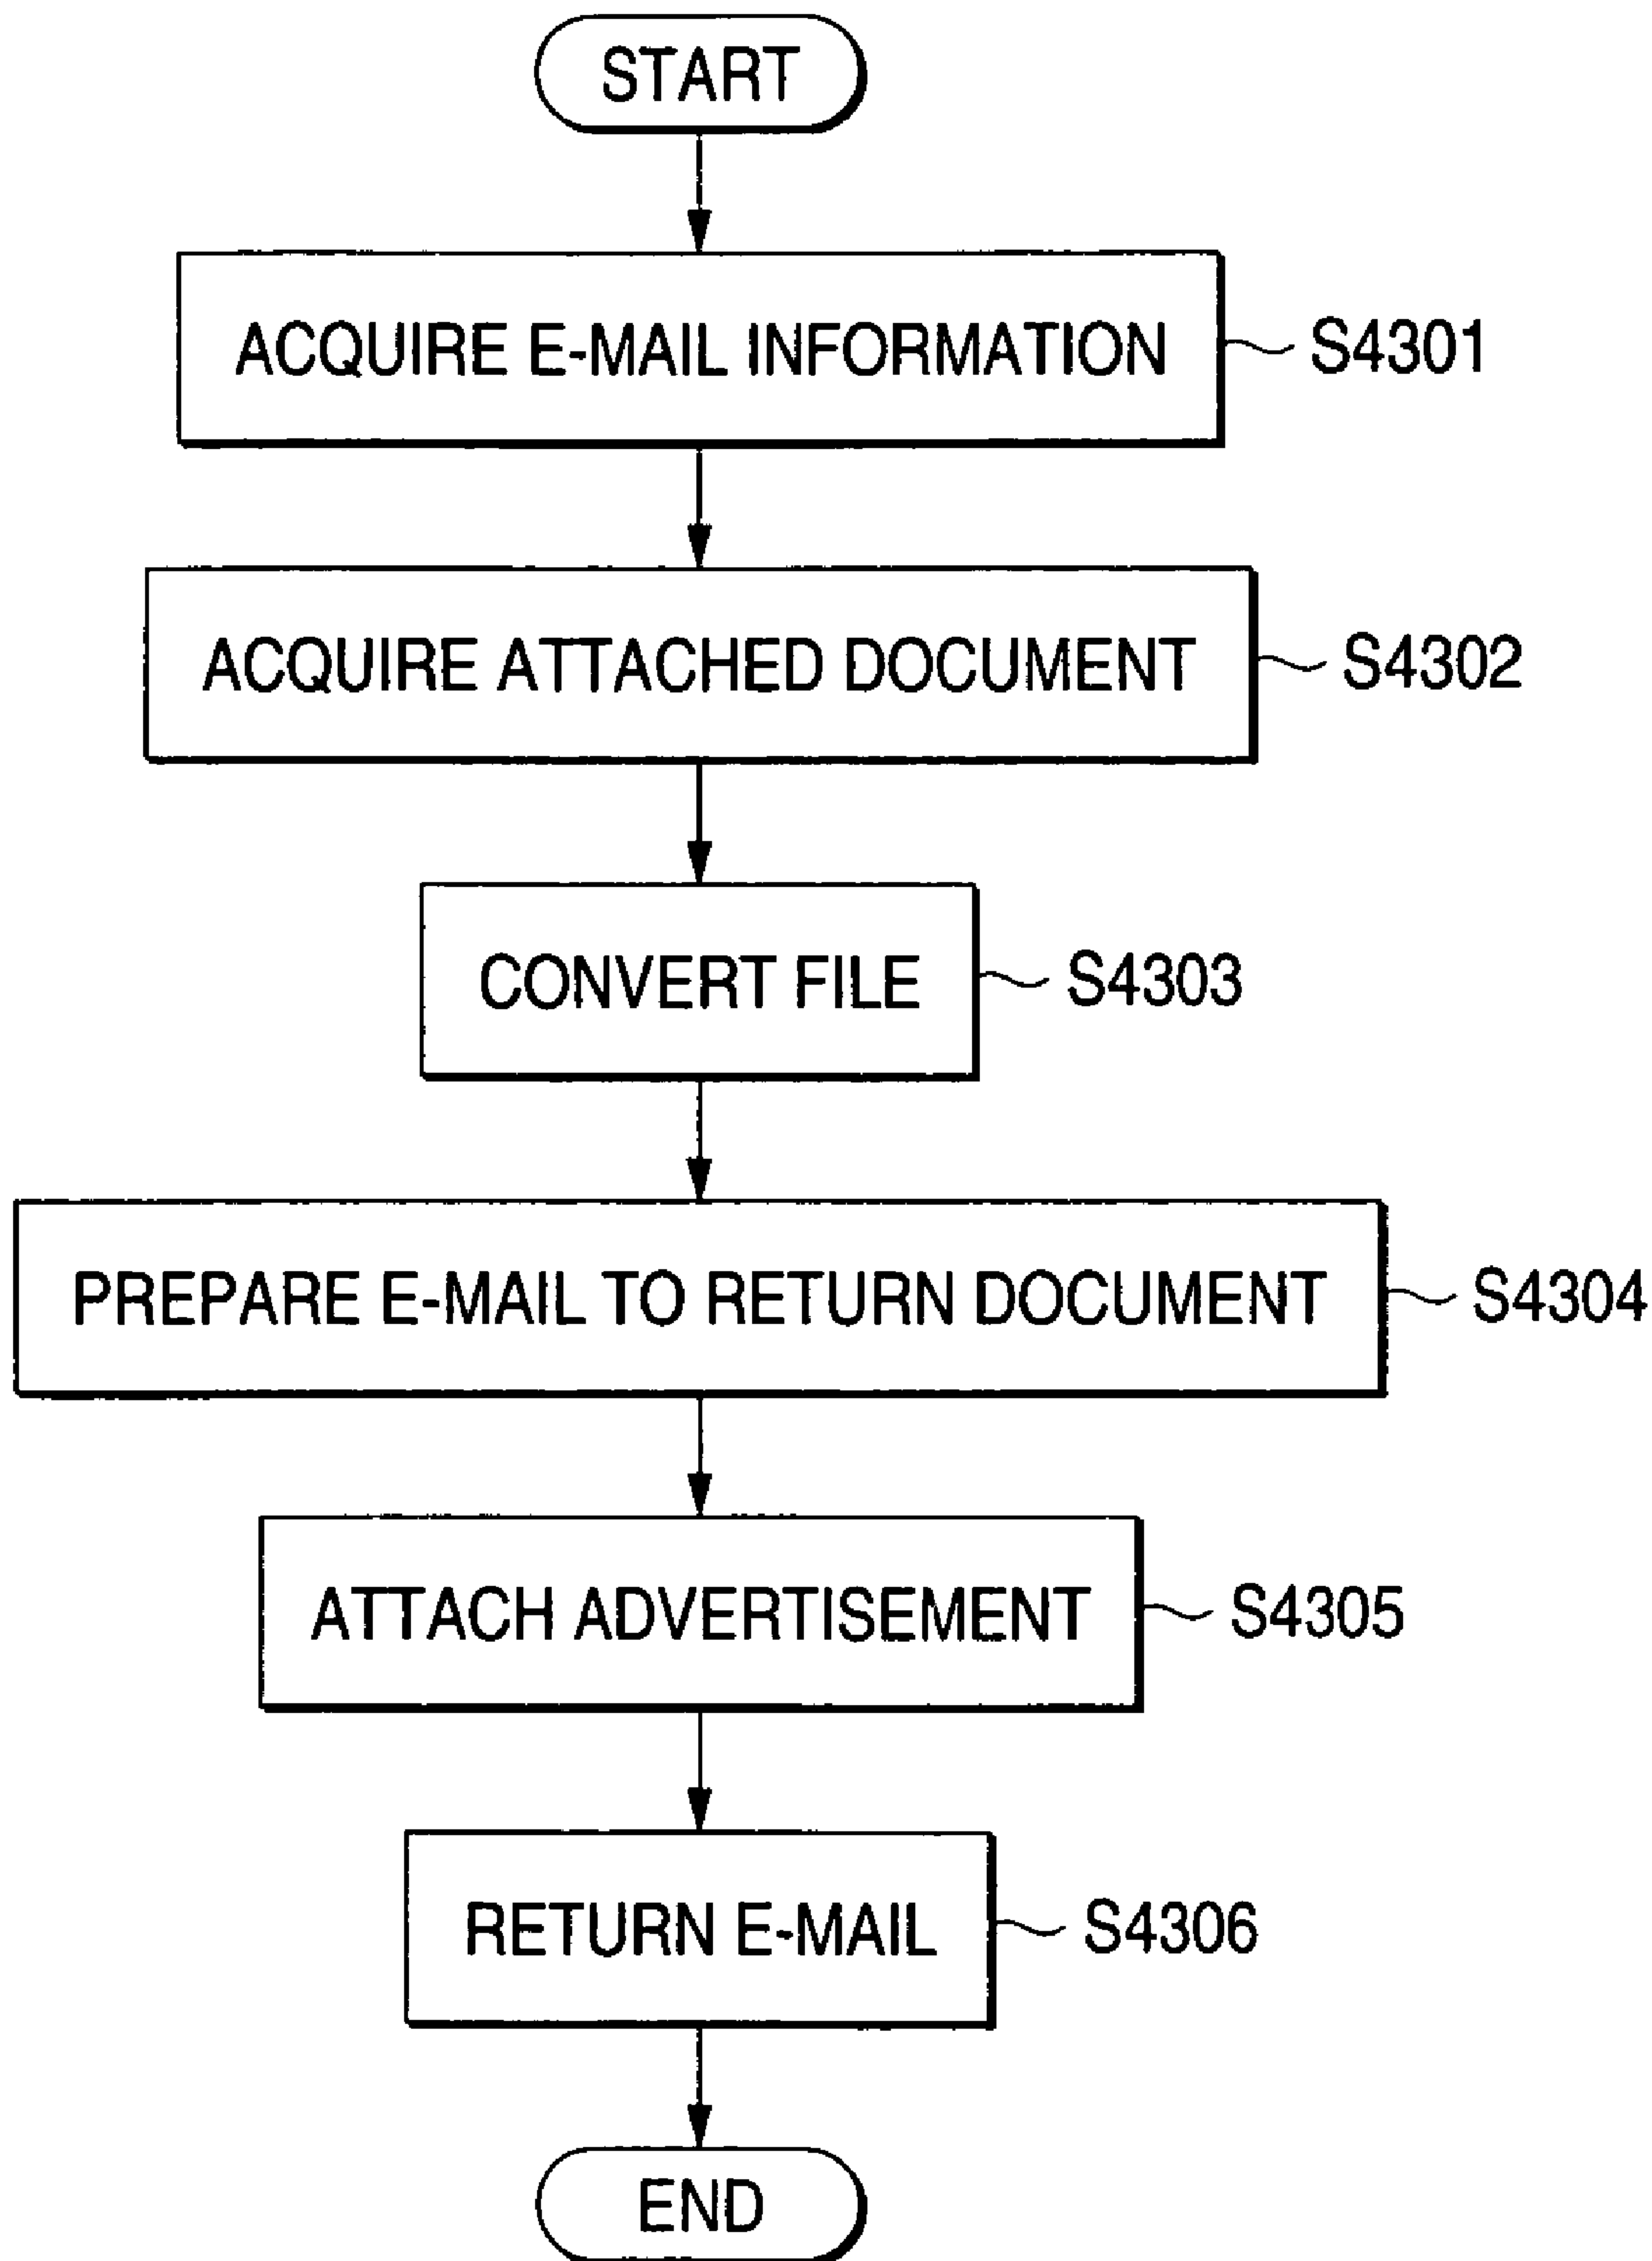 START
ACQUIRE E-MAIL INFORMATION S4301
ACQUIRE ATTACHED DOCUMENT S4302
CONVERT FILE S4303
PREPARE E-MAIL TO RETURN DOCUMENT S4304
ATTACH ADVERTISEMENT S4305
RETURN E-MAIL S4306
END